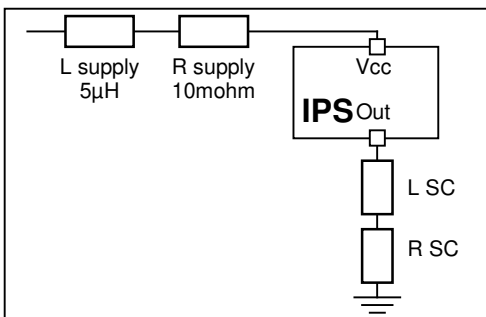 L supply
5µH
R supply
10mohm
Vcc
IPS Out
L SC
R SC